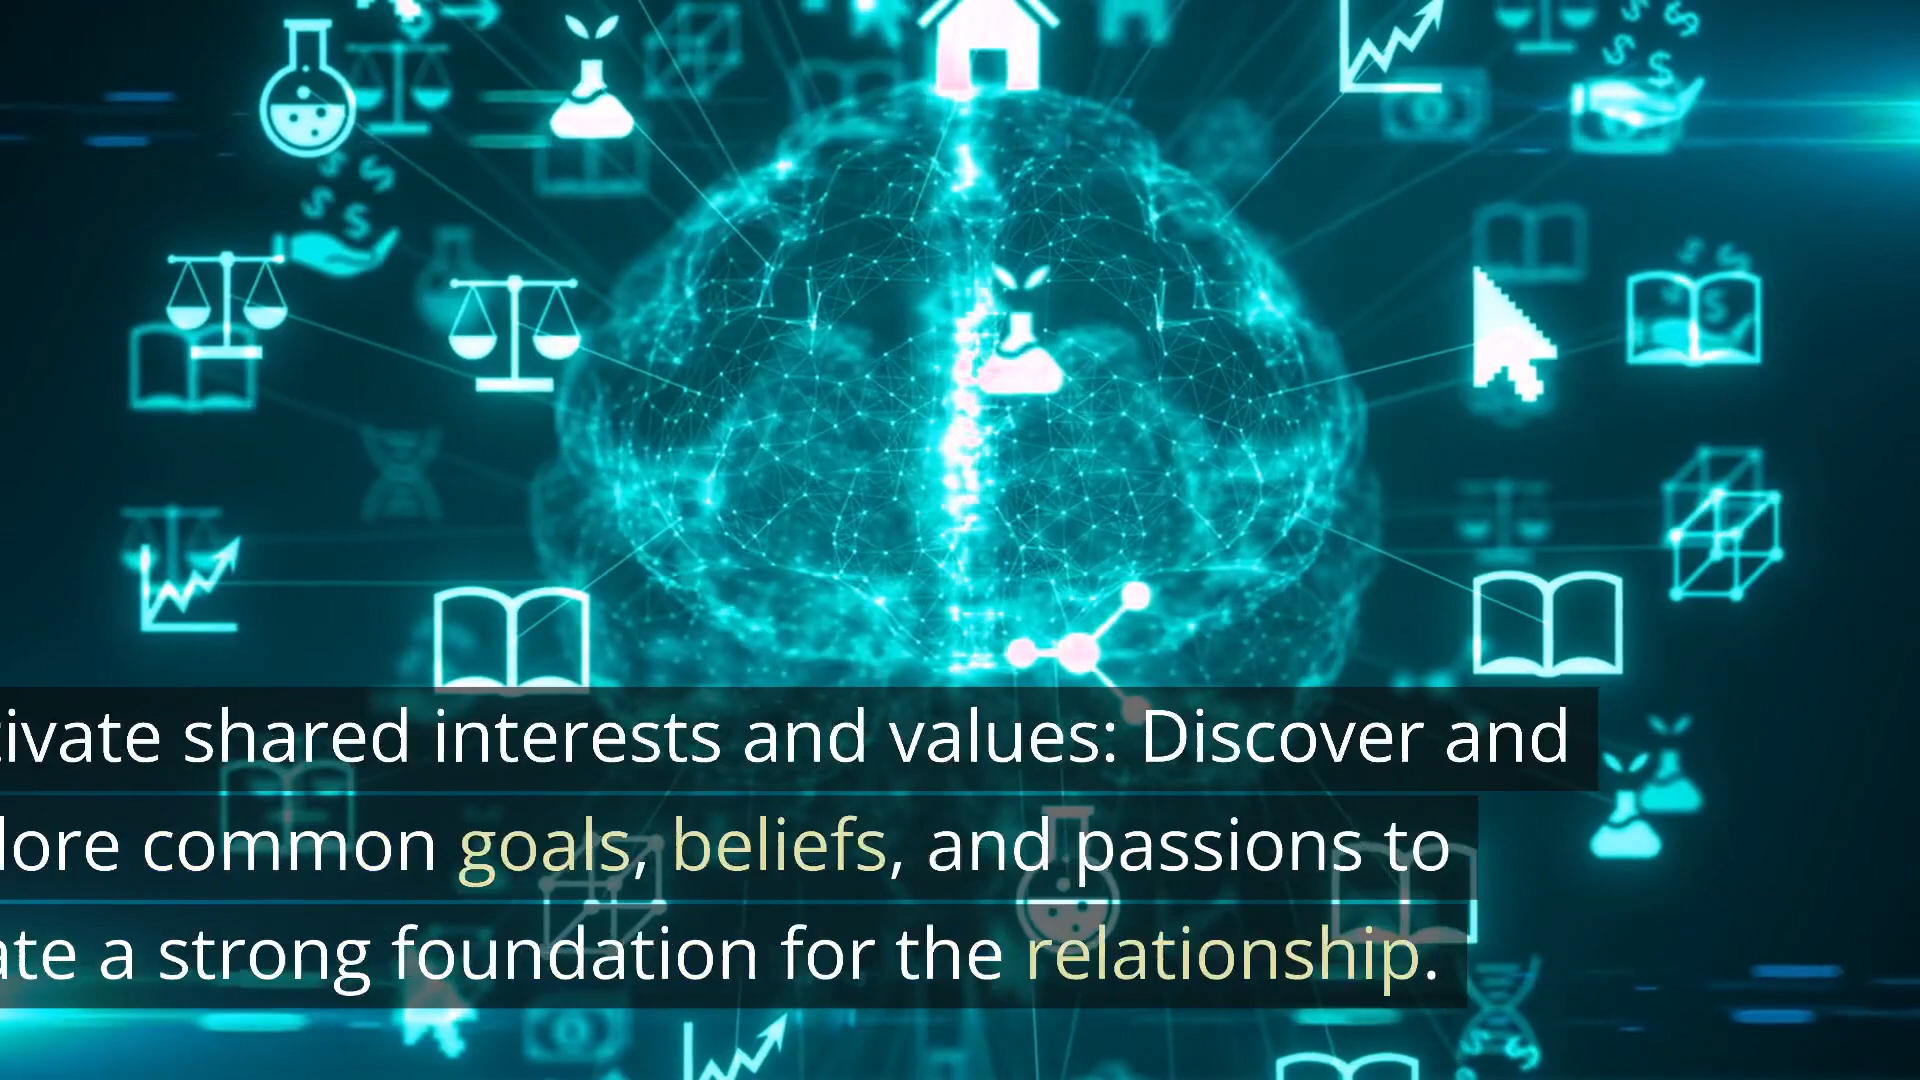 tivate shared interests and values: Discover and
lore common goals, beliefs, and passions to
ate a strong foundation for the relationship.